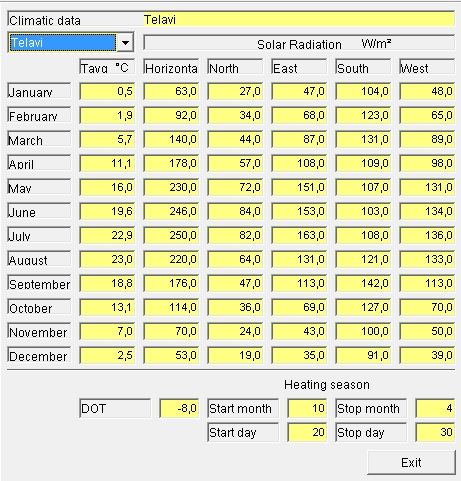 Climatic data Telavi
Telavi Solar Radiation W/m²
Tavg °C Horizonta North East South West
January 0,5 63,0 27,0 47,0 104,0 48,0
February 1,9 92,0 34,0 68,0 123,0 65,0
March 5,7 140,0 44,0 87,0 131,0 89,0
April 11,1 178,0 57,0 108,0 109,0 98,0
May 16,0 230,0 72,0 151,0 107,0 131,0
June 19,6 246,0 84,0 153,0 103,0 134,0
July 22,9 250,0 82,0 163,0 108,0 136,0
August 23,0 220,0 64,0 131,0 121,0 133,0
September 18,8 176,0 47,0 113,0 142,0 113,0
October 13,1 114,0 36,0 69,0 127,0 70,0
November 7,0 70,0 24,0 43,0 100,0 50,0
December 2,5 53,0 19,0 35,0 91,0 39,0
Heating season
DOT -8,0 Start month 10 Stop month 4
Start day 20 Stop day 30
Exit